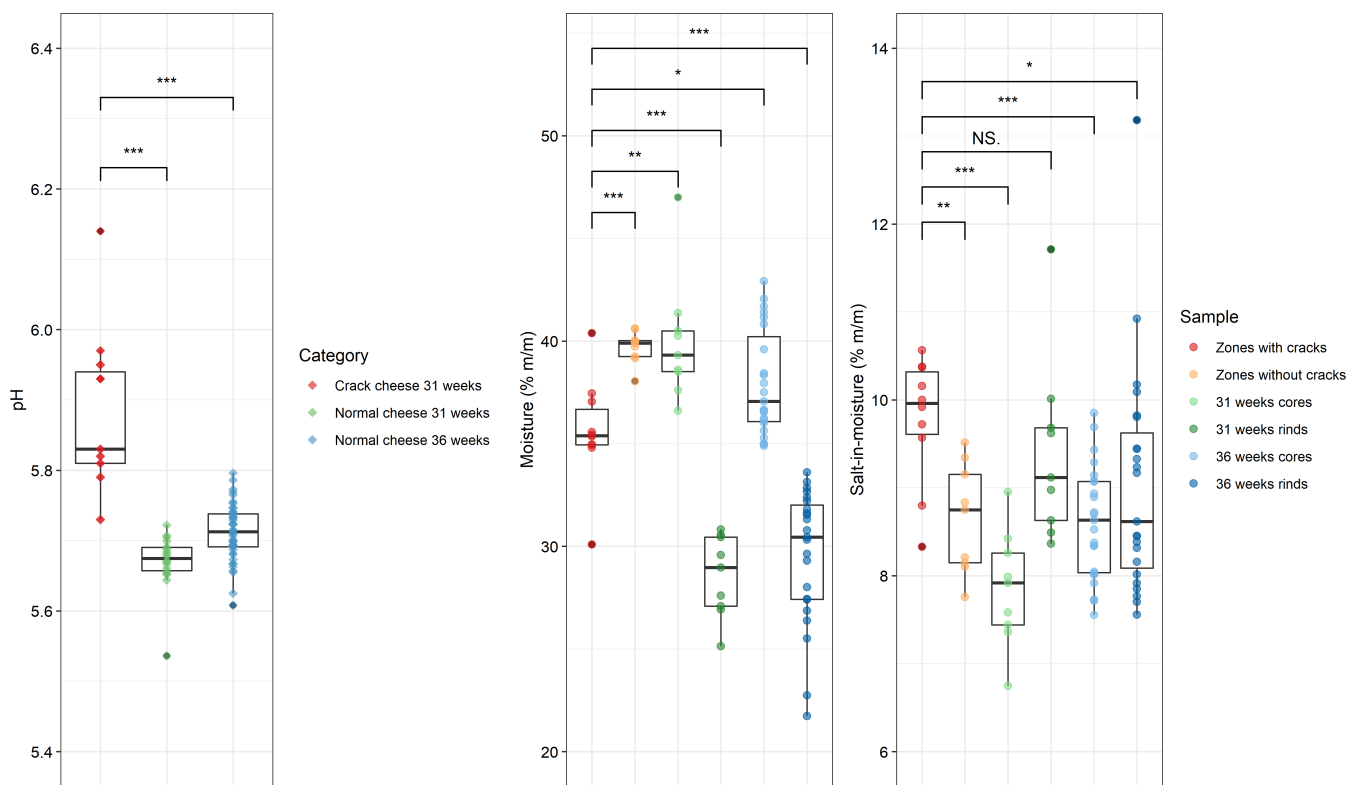 pH
6.4
6.2
6.0
5.8
5.6
5.4
***
***
Category
Crack cheese 31 weeks
Normal cheese 31 weeks
Normal cheese 36 weeks
Moisture (% m/m)
50
40
30
20
***
*
***
**
***
Salt-in-moisture (% m/m)
14
12
10
8
6
*
***
NS.
***
**
Sample
Zones with cracks
Zones without cracks
31 weeks cores
31 weeks rinds
36 weeks cores
36 weeks rinds